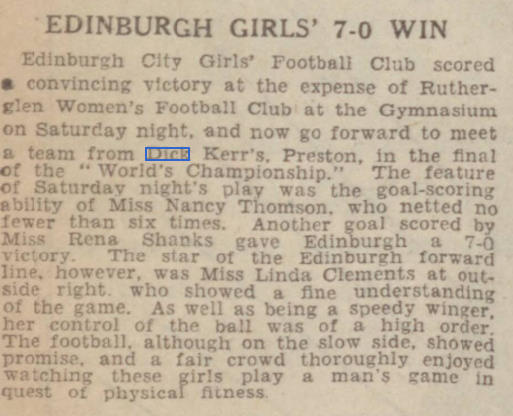 EDINBURGH GIRLS' 7-0 WIN
Edinburgh City Girls' Football Club scored
a convincing victory at the expense of Ruther-
glen Women's Football Club at the Gymnasium
on Saturday night, and now go forward to meet
a team from Dick Kerr's, Preston, in the final
of the "World's Championship." The feature
of Saturday night's play was the goal-scoring
ability of Miss Nancy Thomson, who netted no
fewer than six times. Another goal scored by
Miss Rena Shanks gave Edinburgh a 7-0
victory. The star of the Edinburgh forward
line, however, was Miss Linda Clements at out-
side right, who showed a fine understanding
of the game. As well as being a speedy winger,
her control of the ball was of a high order.
The football, although on the slow side, showed
promise, and a fair crowd thoroughly enjoyed
watching these girls play a man's game in
quest of physical fitness.